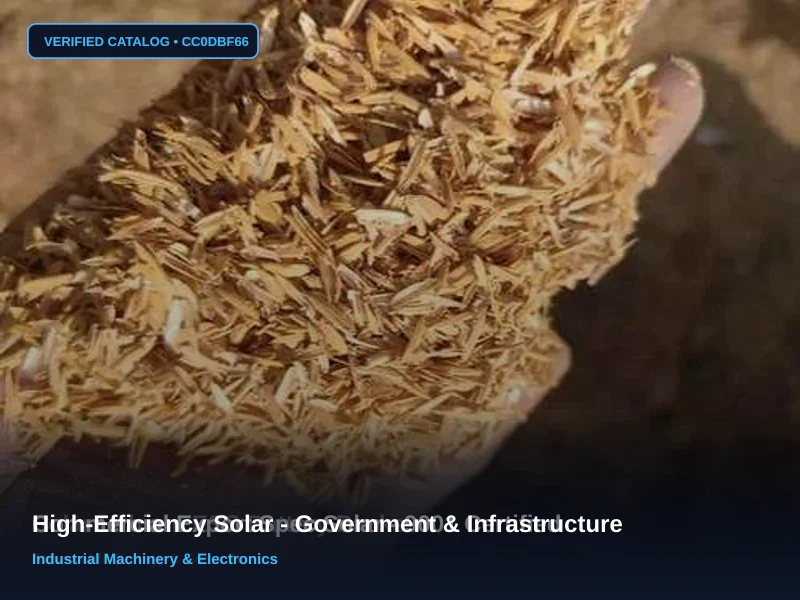 VERIFIED CATALOG • CC0DBF66
High-Efficiency Solar - Government & Infrastructure
Industrial Machinery & Electronics